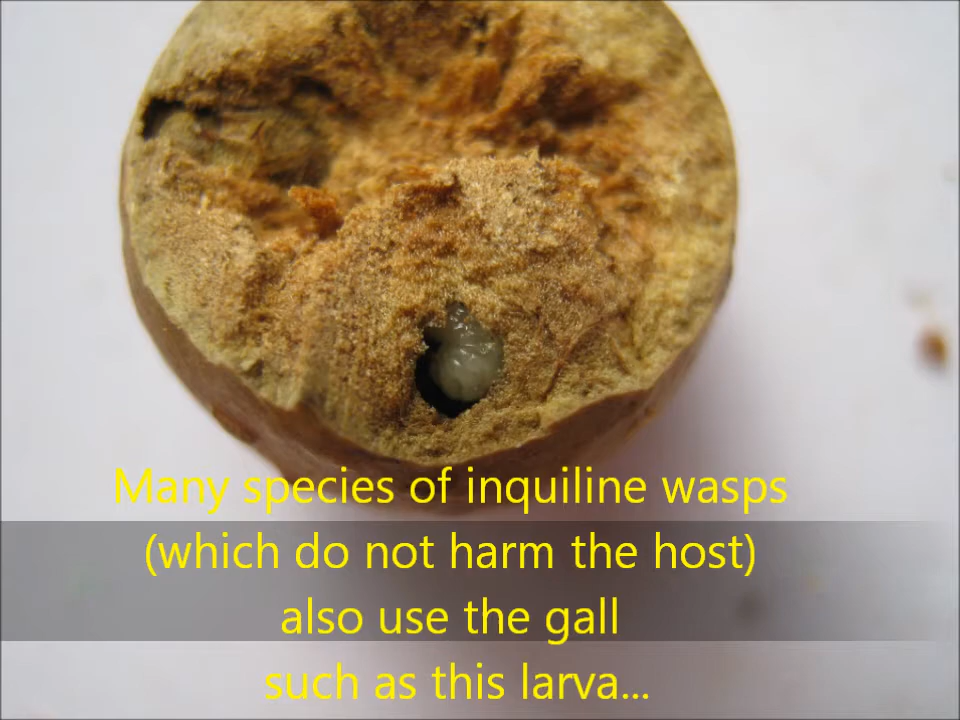 Many species of inquiline wasps
(which do not harm the host)
also use the gall
such as this larva...